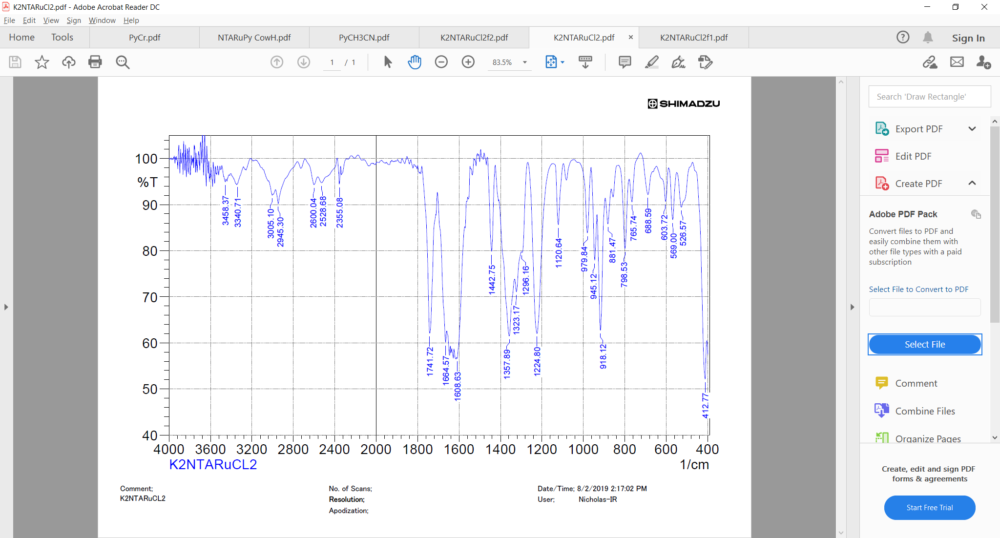 K2NTARuCl2.pdf - Adobe Acrobat Reader DC
File Edit View Sign Window Help
Home Tools PyCr.pdf NTARuPy CowH.pdf PyCH3CN.pdf K2NTARuCl2f2.pdf K2NTARuCl2.pdf × K2NTARuCl2f1.pdf ? Sign In
1 / 1 83.5%
SHIMADZU
100
%T
90
80
70
60
50
40
3458.37
3340.71
3005.10
2945.30
2600.04
2528.68
2355.08
1741.72
1664.57
1608.63
1442.75
1357.89
1323.17
1296.16
1224.80
1120.64
979.84
945.12
918.12
881.47
798.53
765.74
688.59
603.72
569.00
526.57
412.77
4000 3600 3200 2800 2400 2000 1800 1600 1400 1200 1000 800 600 400
K2NTARuCL2 1/cm
Comment;
K2NTARuCL2
No. of Scans;
Resolution;
Apodization;
Date/Time; 8/2/2019 2:17:02 PM
User; Nicholas-IR
Search 'Draw Rectangle'
Export PDF
Edit PDF
Create PDF
Adobe PDF Pack
Convert files to PDF and
easily combine them with
other file types with a paid
subscription
Select File to Convert to PDF
Select File
Comment
Combine Files
Organize Pages
Create, edit and sign PDF
forms & agreements
Start Free Trial